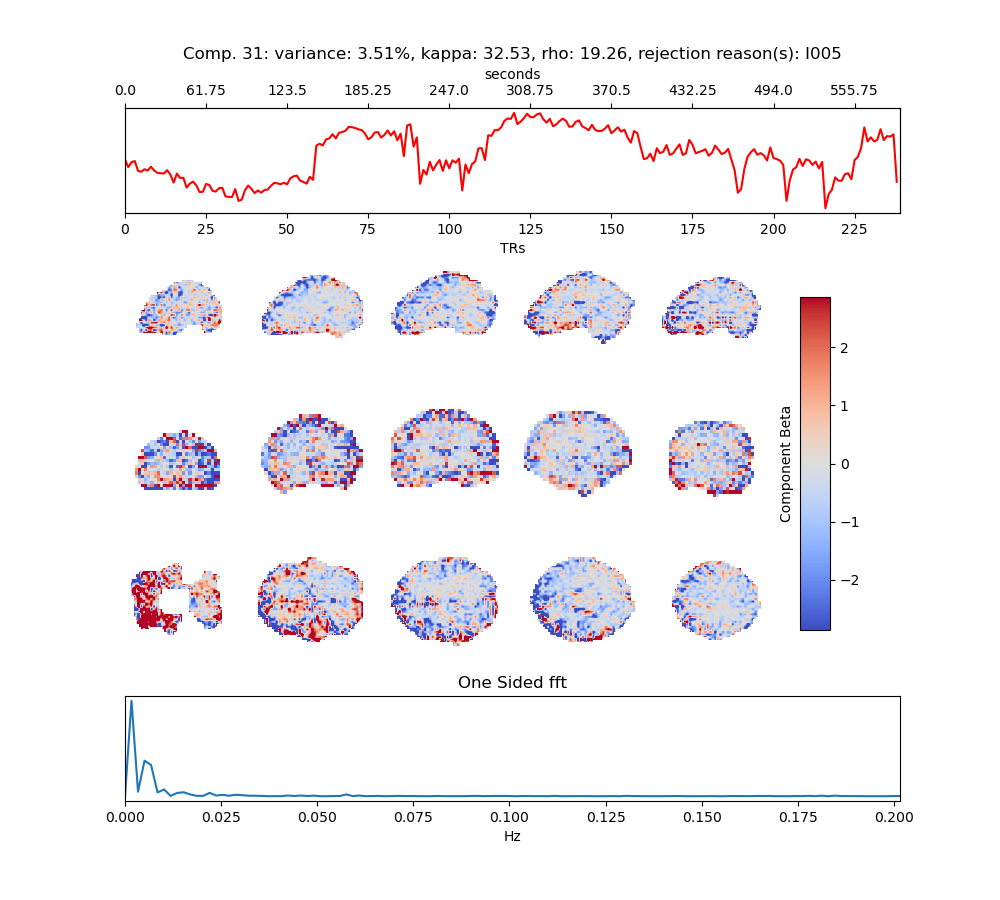 Comp. 31: variance: 3.51%, kappa: 32.53, rho: 19.26, rejection reason(s): I005
seconds
0.0 61.75 123.5 185.25 247.0 308.75 370.5 432.25 494.0 555.75
0 25 50 75 100 125 150 175 200 225
TRs
2
1
0
−1
−2
Component Beta
One Sided fft
0.000 0.025 0.050 0.075 0.100 0.125 0.150 0.175 0.200
Hz